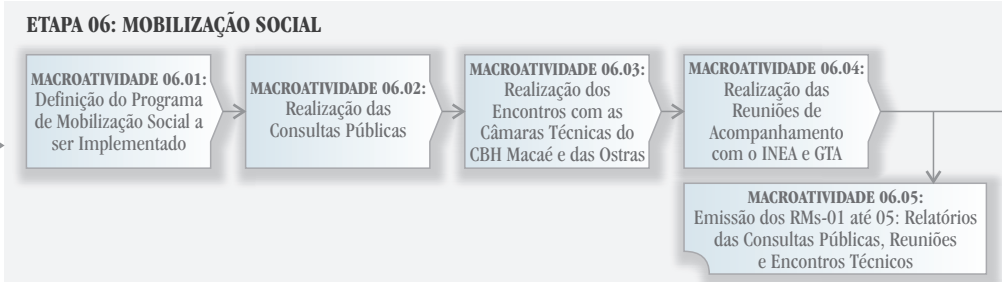 ETAPA 06: MOBILIZAÇÃO SOCIAL
MACROATIVIDADE 06.01:
Definição do Programa
de Mobilização Social a
ser Implementado
MACROATIVIDADE 06.02:
Realização das
Consultas Públicas
MACROATIVIDADE 06.03:
Realização dos
Encontros com as
Câmaras Técnicas do
CBH Macaé e das Ostras
MACROATIVIDADE 06.04:
Realização das
Reuniões de
Acompanhamento
com o INEA e GTA
MACROATIVIDADE 06.05:
Emissão dos RMs-01 até 05: Relatórios
das Consultas Públicas, Reuniões
e Encontros Técnicos